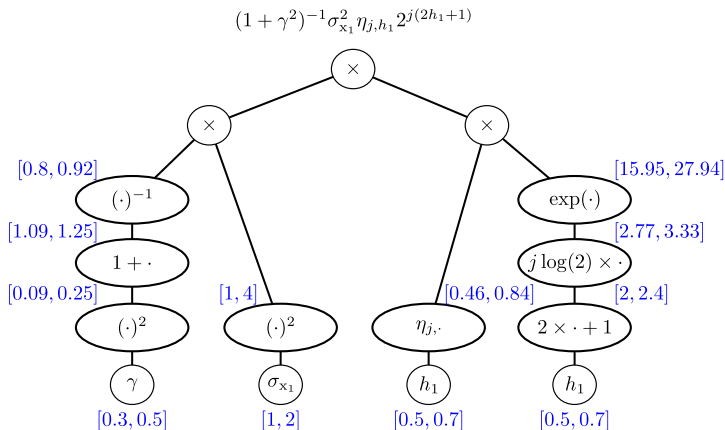 (1 + γ²)⁻¹σ²ₓ₁ηⱼ,ₕ₁2^{j(2h₁+1)}
×
× ×
[0.8, 0.92] [15.95, 27.94]
(·)⁻¹ exp(·)
[1.09, 1.25] [2.77, 3.33]
1 + · j log(2) × ·
[0.09, 0.25] [1, 4] [0.46, 0.84] [2, 2.4]
(·)² (·)² ηⱼ,· 2 × · + 1
γ σₓ₁ h₁ h₁
[0.3, 0.5] [1, 2] [0.5, 0.7] [0.5, 0.7]